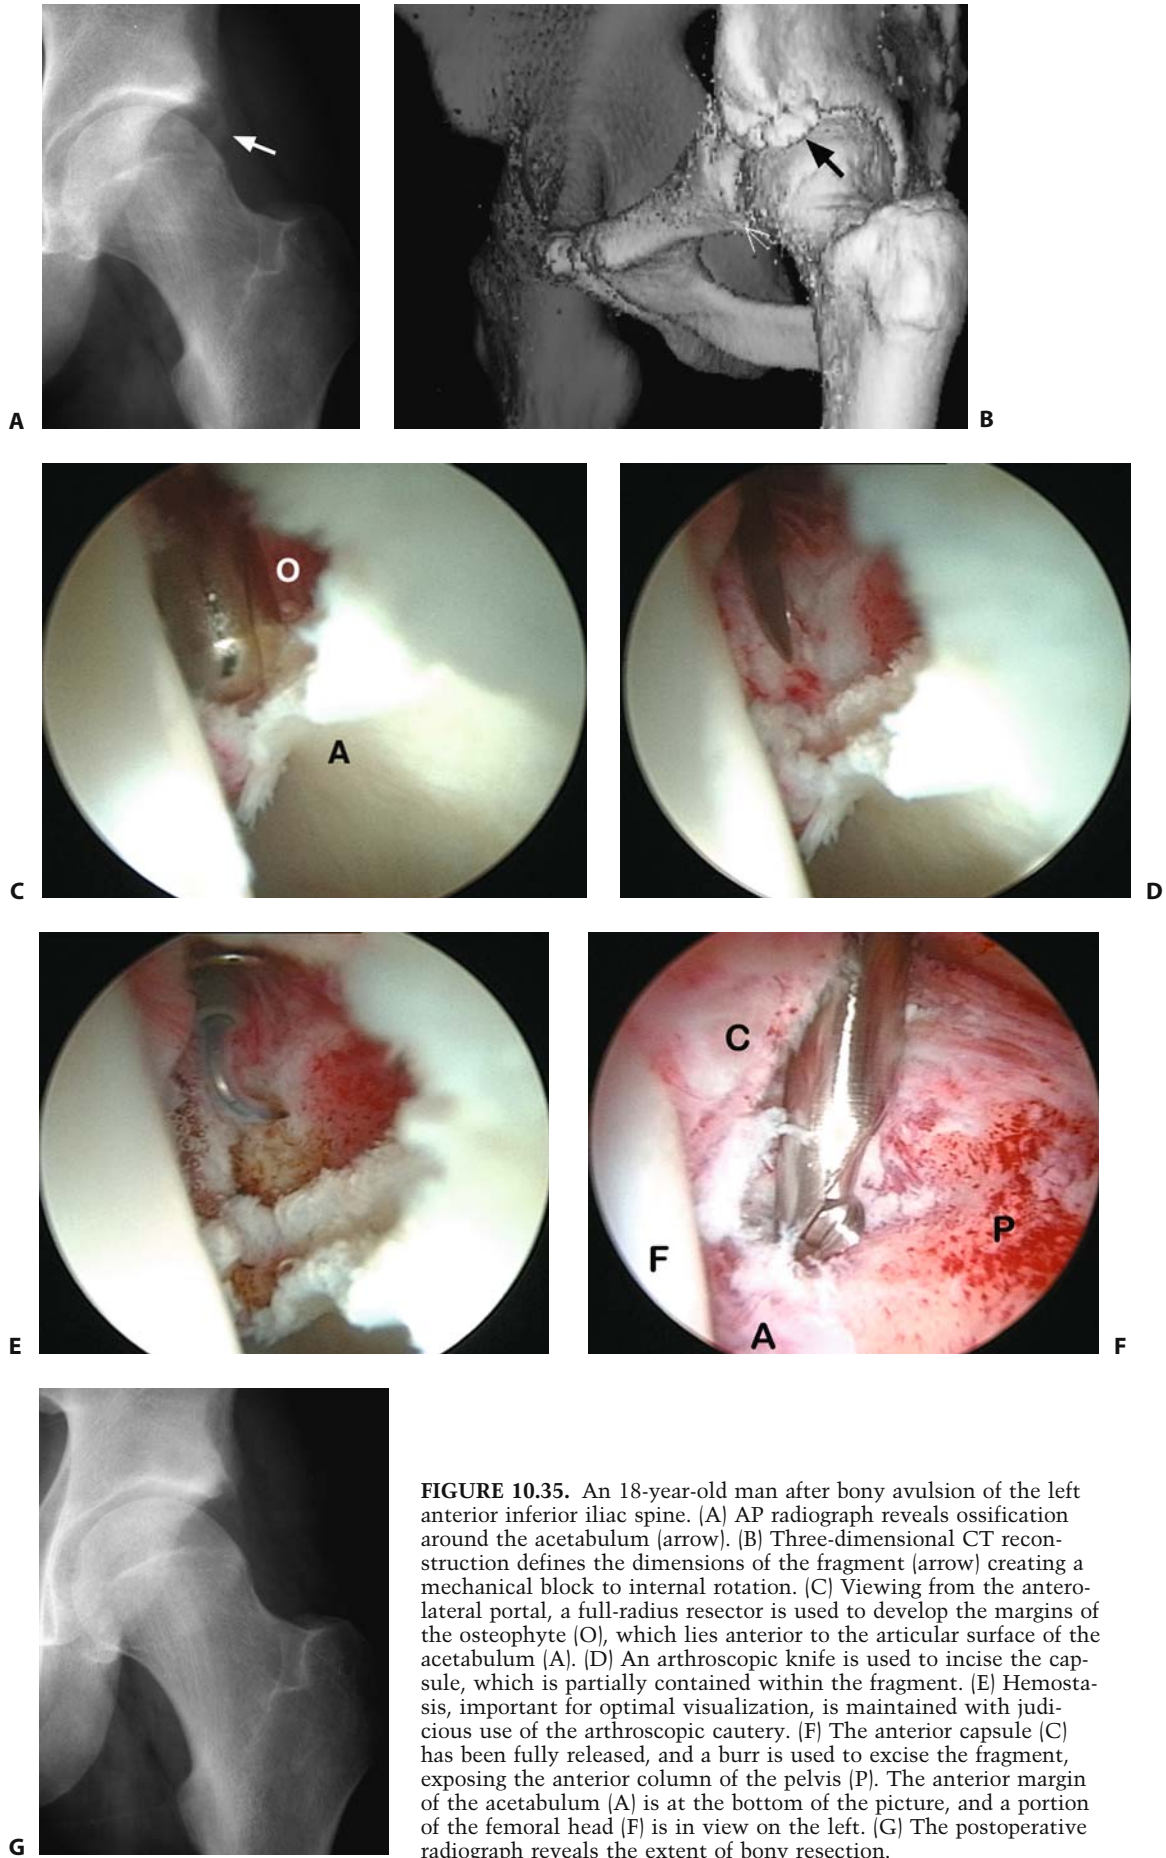 A
B
O
A
C
D
E
C
F
P
A
F
G
FIGURE 10.35. An 18-year-old man after bony avulsion of the left
anterior inferior iliac spine. (A) AP radiograph reveals ossification
around the acetabulum (arrow). (B) Three-dimensional CT recon-
struction defines the dimensions of the fragment (arrow) creating a
mechanical block to internal rotation. (C) Viewing from the antero-
lateral portal, a full-radius resector is used to develop the margins of
the osteophyte (O), which lies anterior to the articular surface of the
acetabulum (A). (D) An arthroscopic knife is used to incise the cap-
sule, which is partially contained within the fragment. (E) Hemosta-
sis, important for optimal visualization, is maintained with judi-
cious use of the arthroscopic cautery. (F) The anterior capsule (C)
has been fully released, and a burr is used to excise the fragment,
exposing the anterior column of the pelvis (P). The anterior margin
of the acetabulum (A) is at the bottom of the picture, and a portion
of the femoral head (F) is in view on the left. (G) The postoperative
radiograph reveals the extent of bony resection.